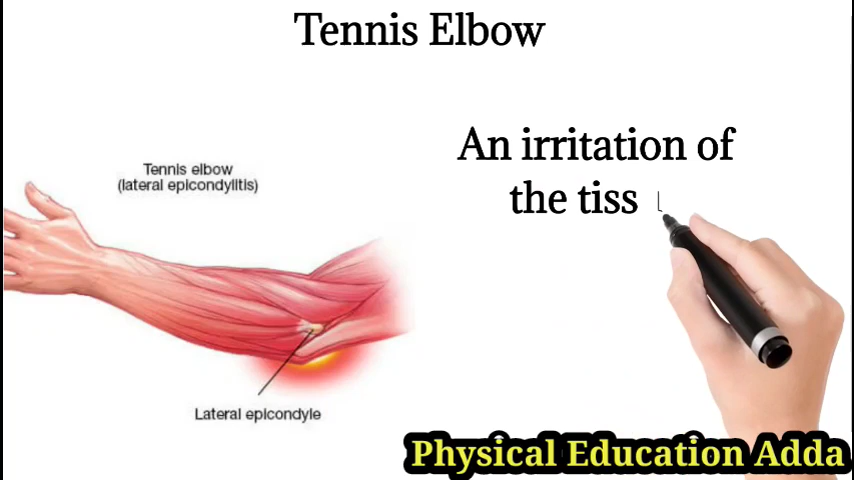 Tennis Elbow
An irritation of
the tiss
Tennis elbow
(lateral epicondylitis)
Lateral epicondyle
Physical Education Adda